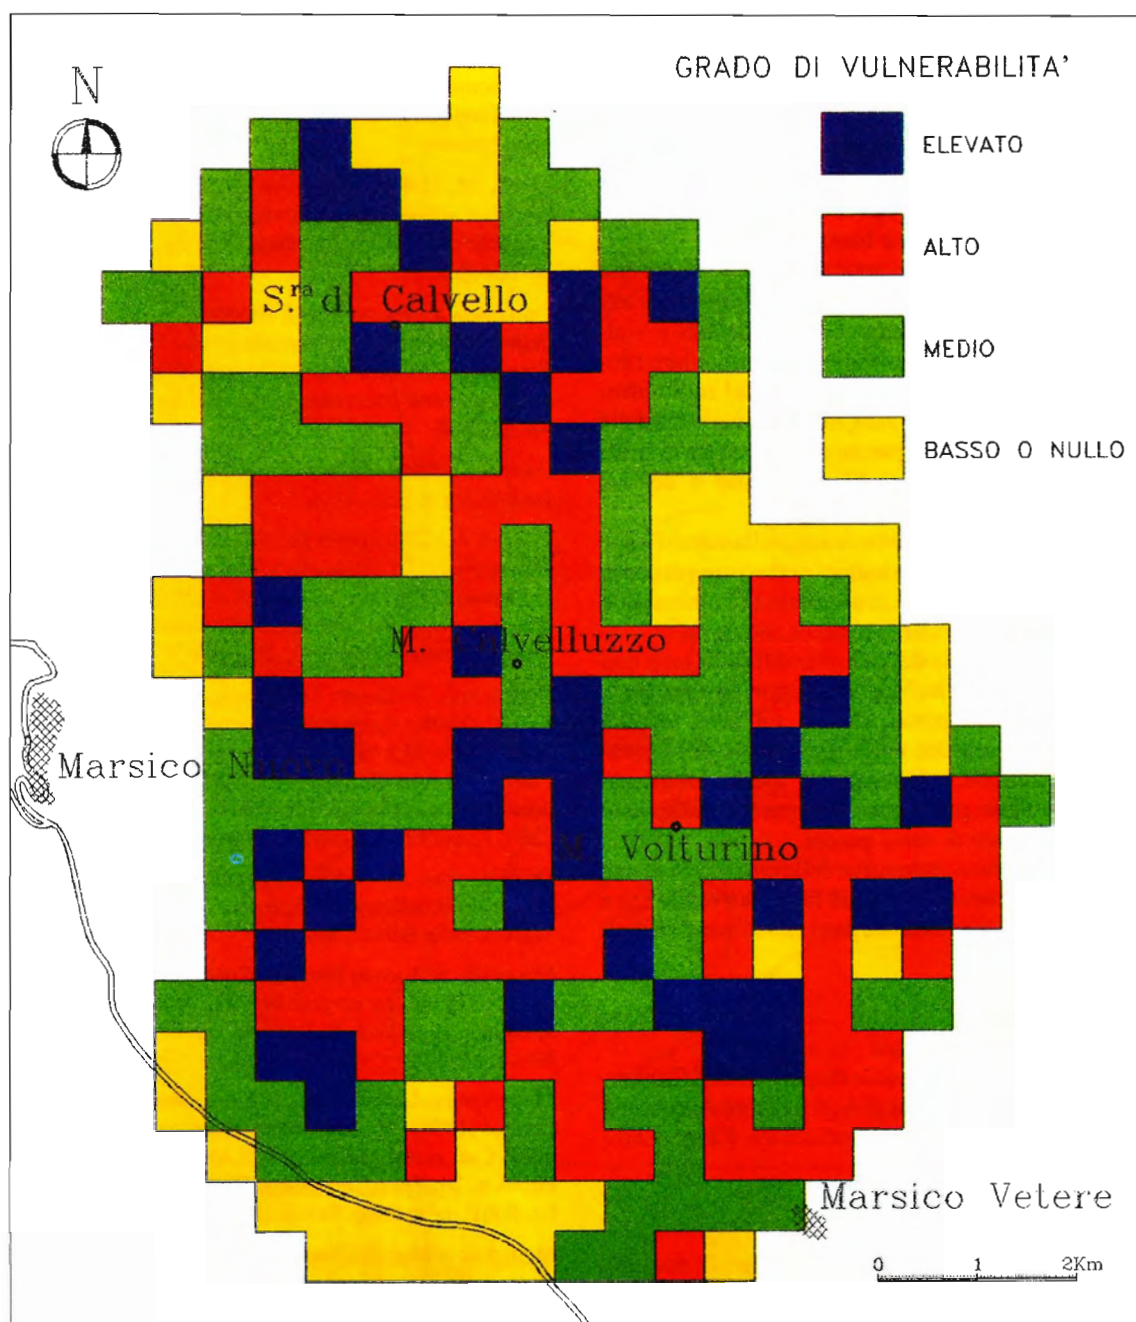 GRADO DI VULNERABILITA'
N
ELEVATO
ALTO
S.ra di Calvello
MEDIO
BASSO O NULLO
M. Calvelluzzo
Marsico Nuovo
M. Volturino
Marsico Vetere
0 1 2Km